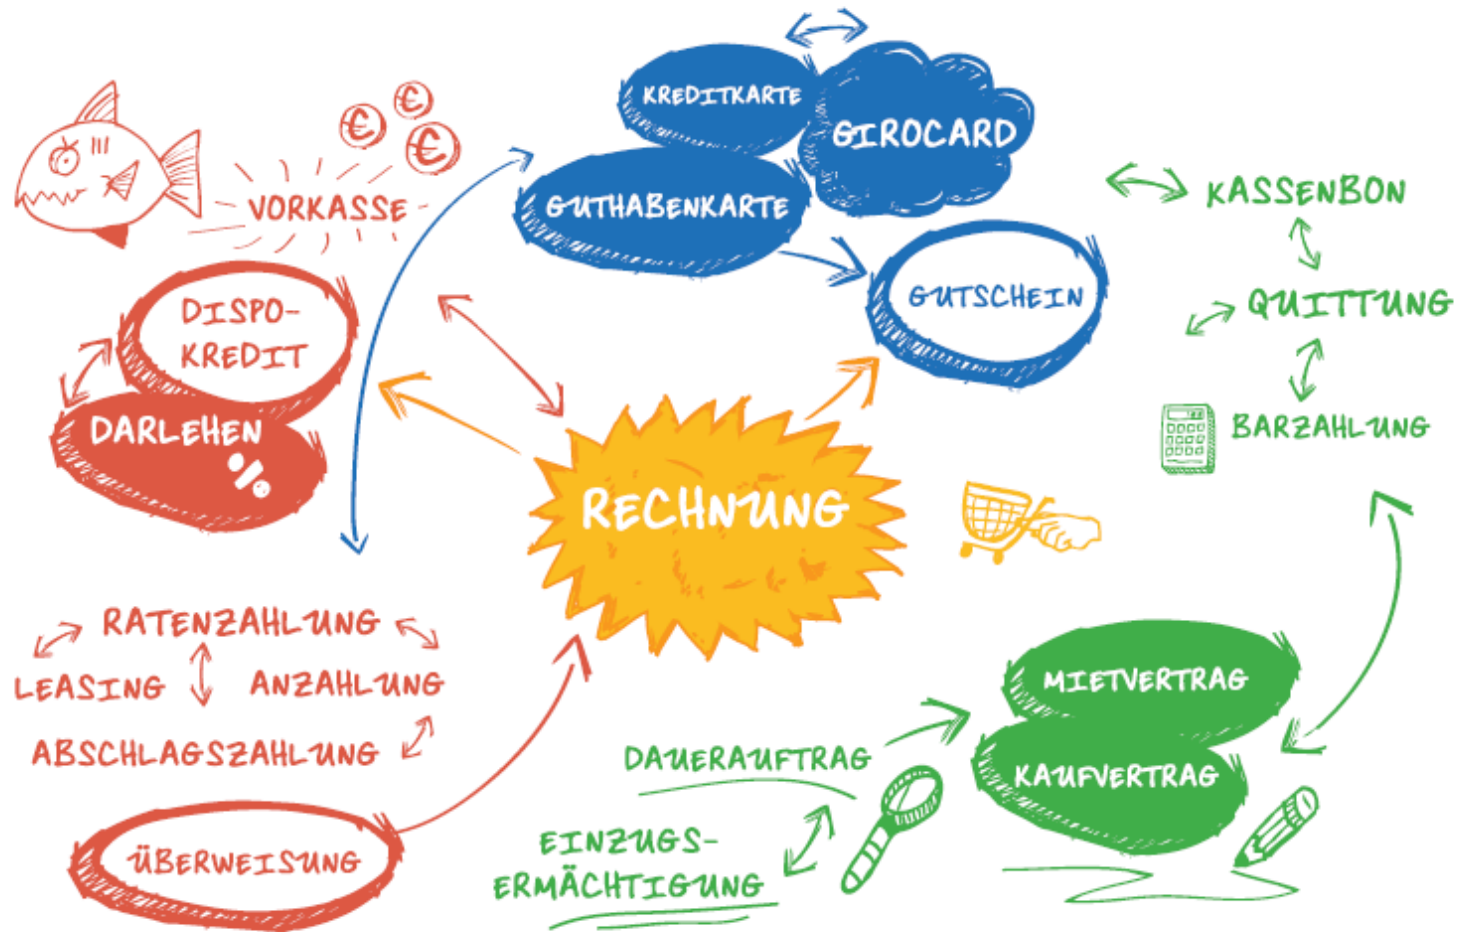 KREDITKARTE
GIROCARD
GUTHABENKARTE
GUTSCHEIN
VORKASSE
DISPO-
KREDIT
DARLEHEN
%
KASSENBON
QUITTUNG
BARZAHLUNG
RECHNUNG
RATENZAHLUNG
LEASING
ANZAHLUNG
ABSCHLAGSZAHLUNG
ÜBERWEISUNG
DAUERAUFTRAG
EINZUGS-
ERMÄCHTIGUNG
MIETVERTRAG
KAUFVERTRAG
€
€
€